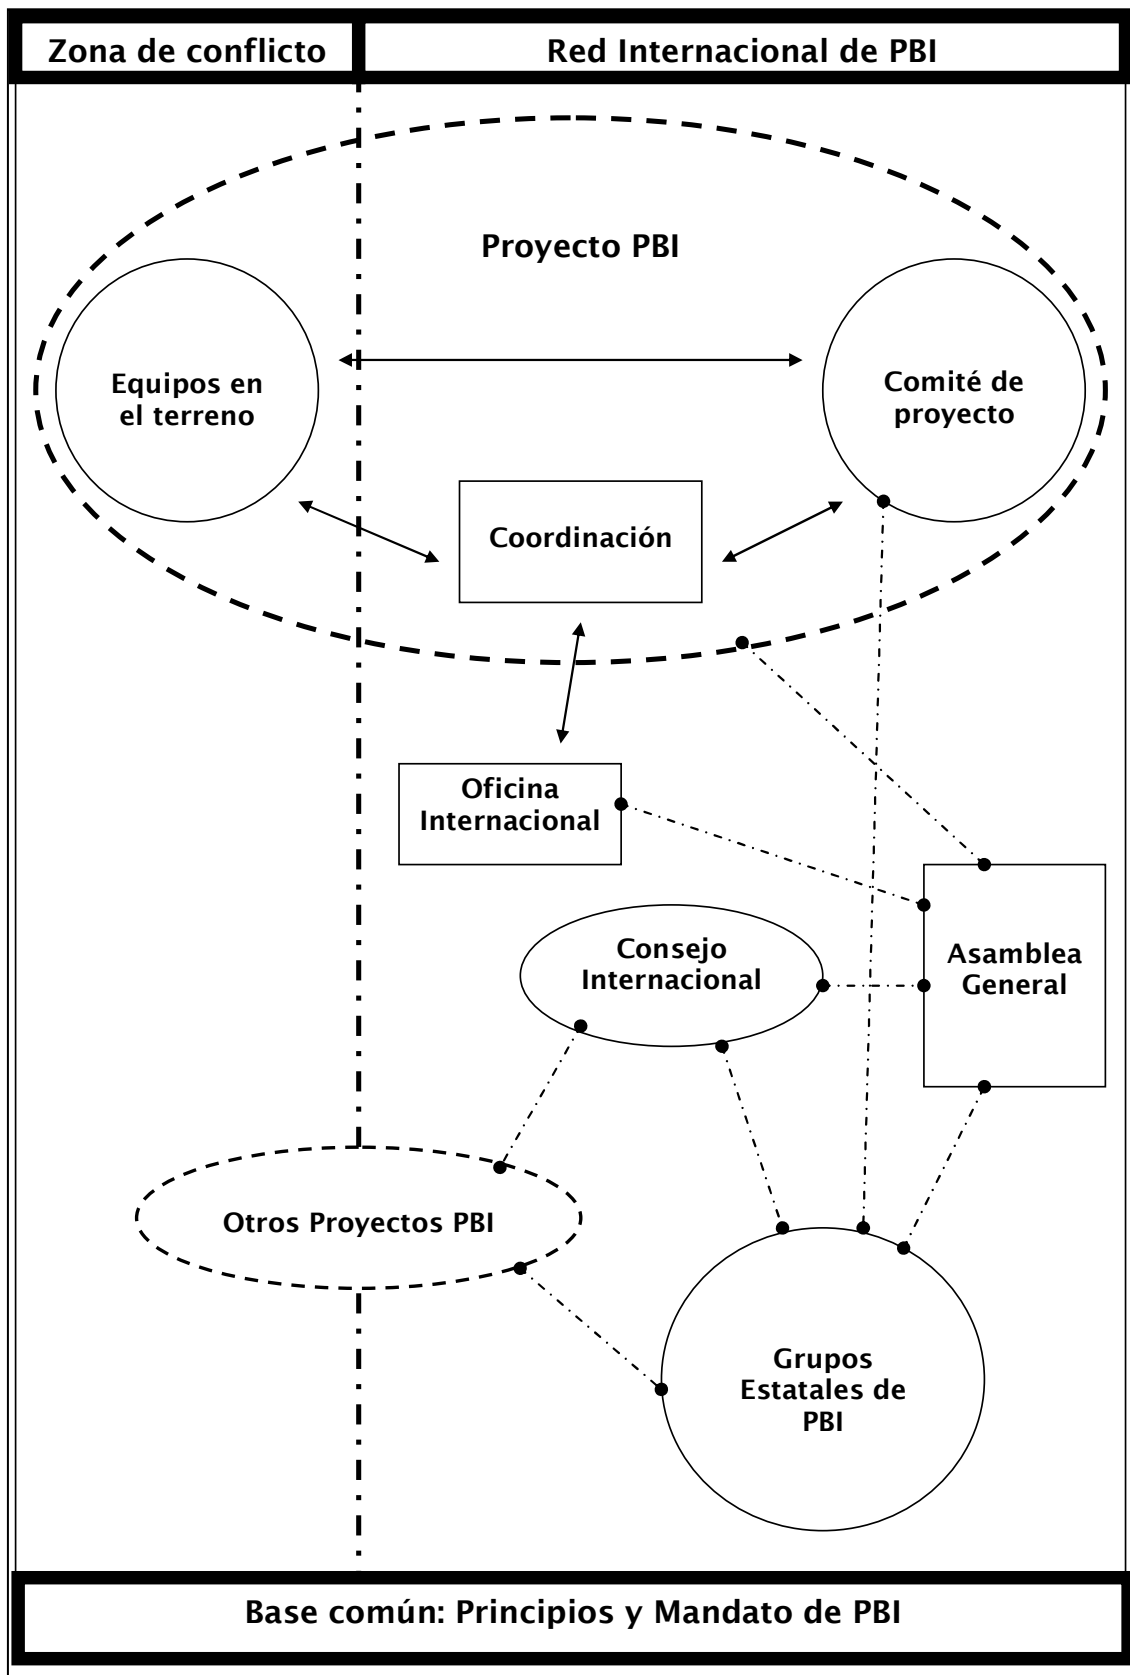 Zona de conflicto
Red Internacional de PBI
Proyecto PBI
Equipos en
el terreno
Comité de
proyecto
Coordinación
Oficina
Internacional
Consejo
Internacional
Asamblea
General
Otros Proyectos PBI
Grupos
Estatales de
PBI
Base común: Principios y Mandato de PBI